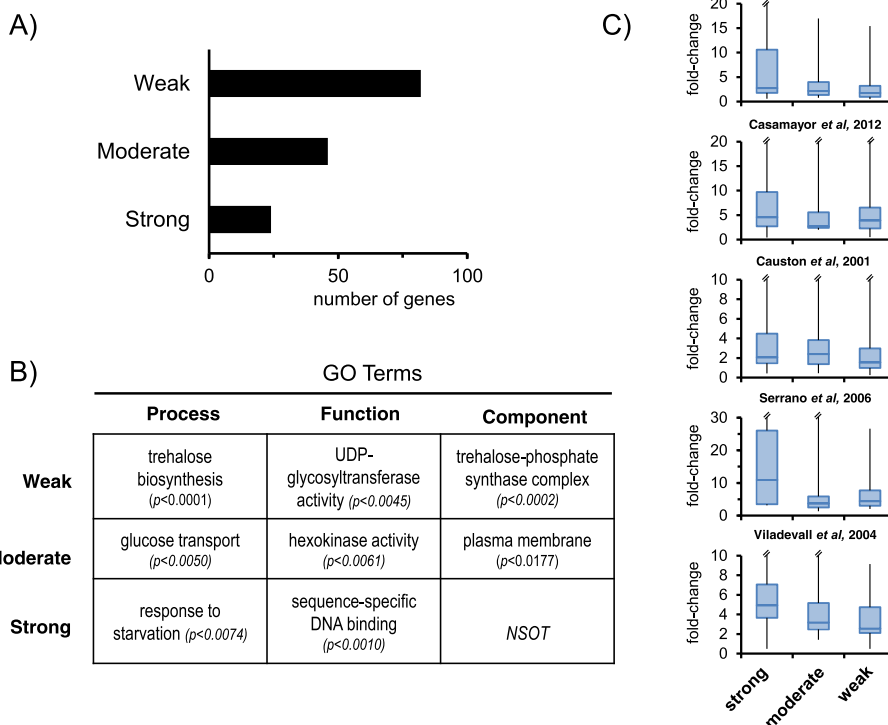 A)
Weak
Moderate
Strong
0
50
100
number of genes
B)
GO Terms
Process
Function
Component
Weak
trehalose
biosynthesis
(p<0.0001)
UDP-
glycosyltransferase
activity (p<0.0045)
trehalose-phosphate
synthase complex
(p<0.0002)
Moderate
glucose transport
(p<0.0050)
hexokinase activity
(p<0.0061)
plasma membrane
(p<0.0177)
Strong
response to
starvation (p<0.0074)
sequence-specific
DNA binding
(p<0.0010)
NSOT
C)
fold-change
20
15
10
5
0
Casamayor et al, 2012
fold-change
20
15
10
5
0
Causton et al, 2001
fold-change
10
8
6
4
2
0
Serrano et al, 2006
fold-change
30
20
10
0
Viladevall et al, 2004
fold-change
10
8
6
4
2
0
strong
moderate
weak